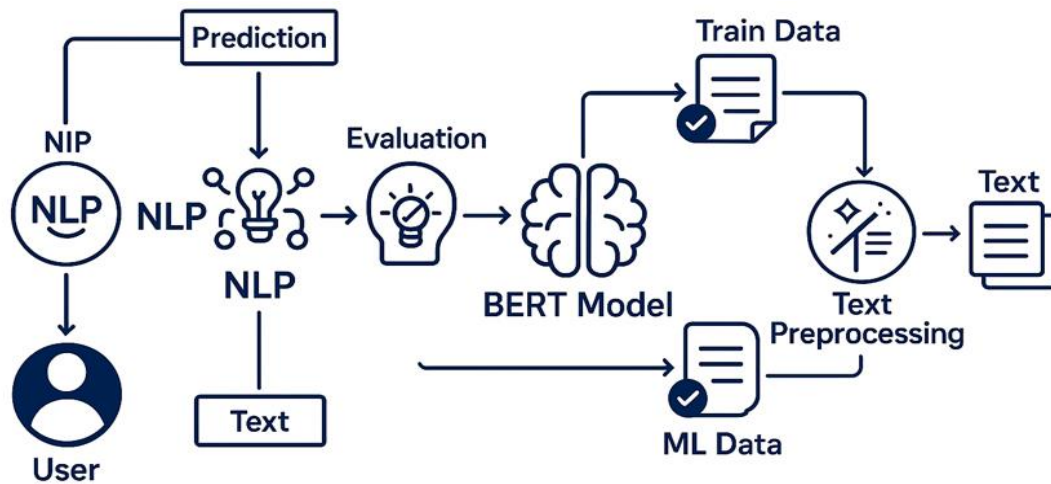 Prediction
Train Data
NIP
NLP
NLP
NLP
Evaluation
BERT Model
Text
Text
Preprocessing
Text
ML Data
User